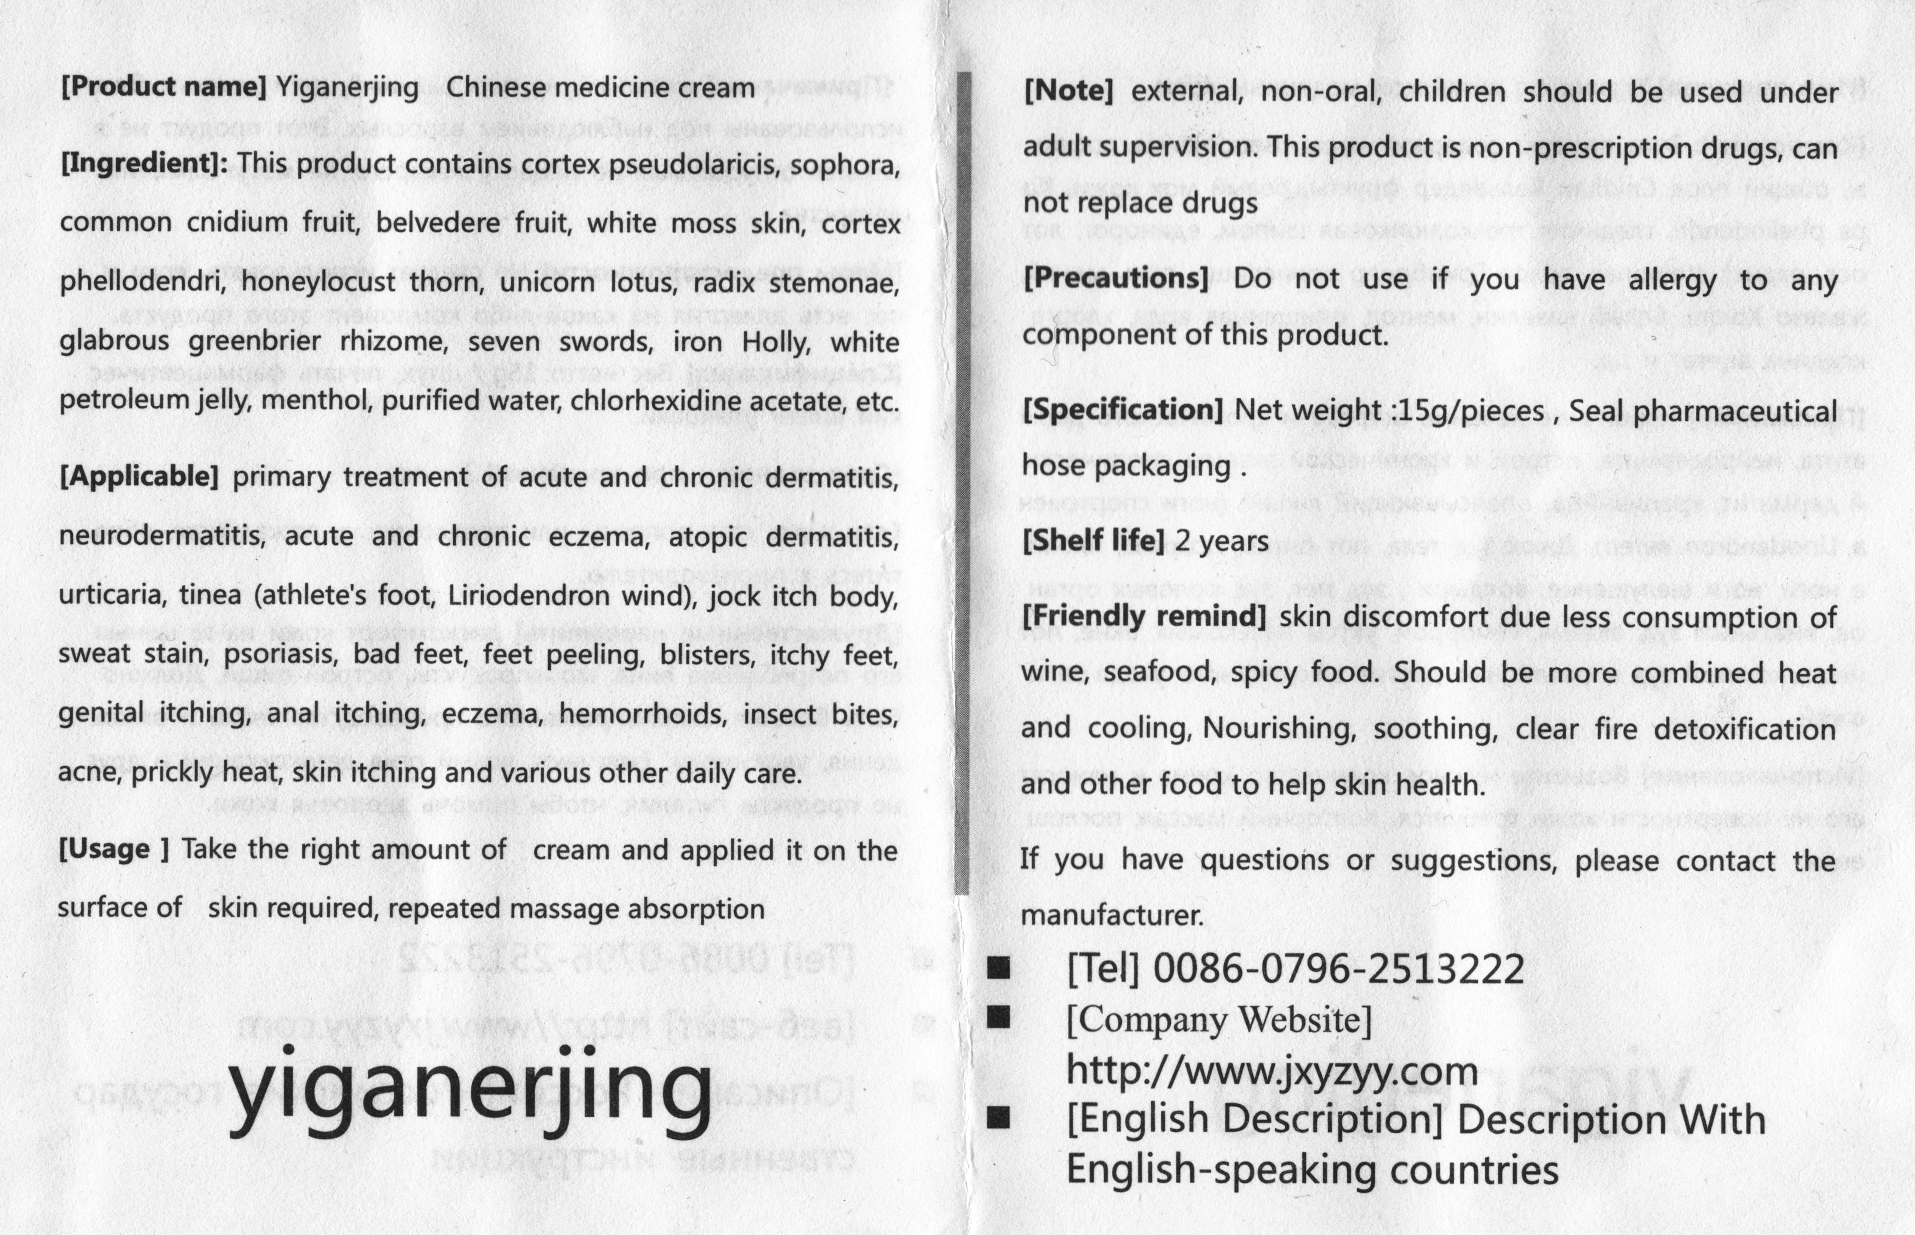 [Product name] Yiganerjing Chinese medicine cream
[Ingredient]: This product contains cortex pseudolaricis, sophora,
common cnidium fruit, belvedere fruit, white moss skin, cortex
phellodendri, honeylocust thorn, unicorn lotus, radix stemonae,
glabrous greenbrier rhizome, seven swords, iron Holly, white
petroleum jelly, menthol, purified water, chlorhexidine acetate, etc.
[Applicable] primary treatment of acute and chronic dermatitis,
neurodermatitis, acute and chronic eczema, atopic dermatitis,
urticaria, tinea (athlete's foot, Liriodendron wind), jock itch body,
sweat stain, psoriasis, bad feet, feet peeling, blisters, itchy feet,
genital itching, anal itching, eczema, hemorrhoids, insect bites,
acne, prickly heat, skin itching and various other daily care.
[Usage ] Take the right amount of cream and applied it on the
surface of skin required, repeated massage absorption
yiganerjing
[Note] external, non-oral, children should be used under
adult supervision. This product is non-prescription drugs, can
not replace drugs
[Precautions] Do not use if you have allergy to any
component of this product.
[Specification] Net weight :15g/pieces , Seal pharmaceutical
hose packaging .
[Shelf life] 2 years
[Friendly remind] skin discomfort due less consumption of
wine, seafood, spicy food. Should be more combined heat
and cooling, Nourishing, soothing, clear fire detoxification
and other food to help skin health.
If you have questions or suggestions, please contact the
manufacturer.
■ [Tel] 0086-0796-2513222
■ [Company Website]
http://www.jxyzyy.com
■ [English Description] Description With
English-speaking countries